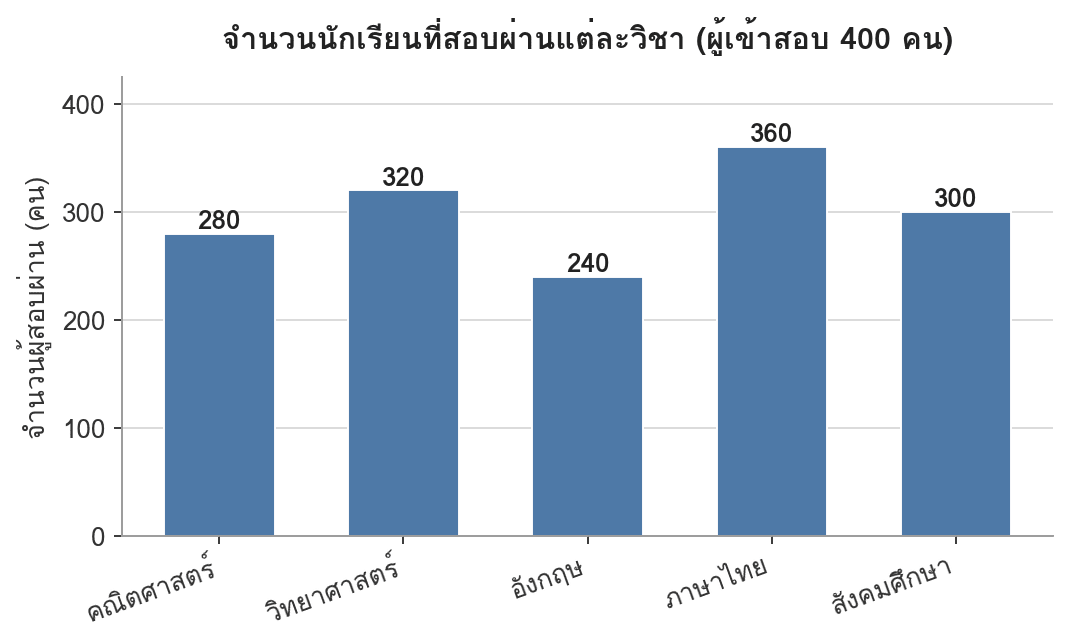 จำนวนนักเรียนที่สอบผ่านแต่ละวิชา (ผู้เข้าสอบ 400 คน)
จำนวนผู้สอบผ่าน (คน)
400
300
200
100
0
280
320
240
360
300
คณิตศาสตร์
วิทยาศาสตร์
อังกฤษ
ภาษาไทย
สังคมศึกษา